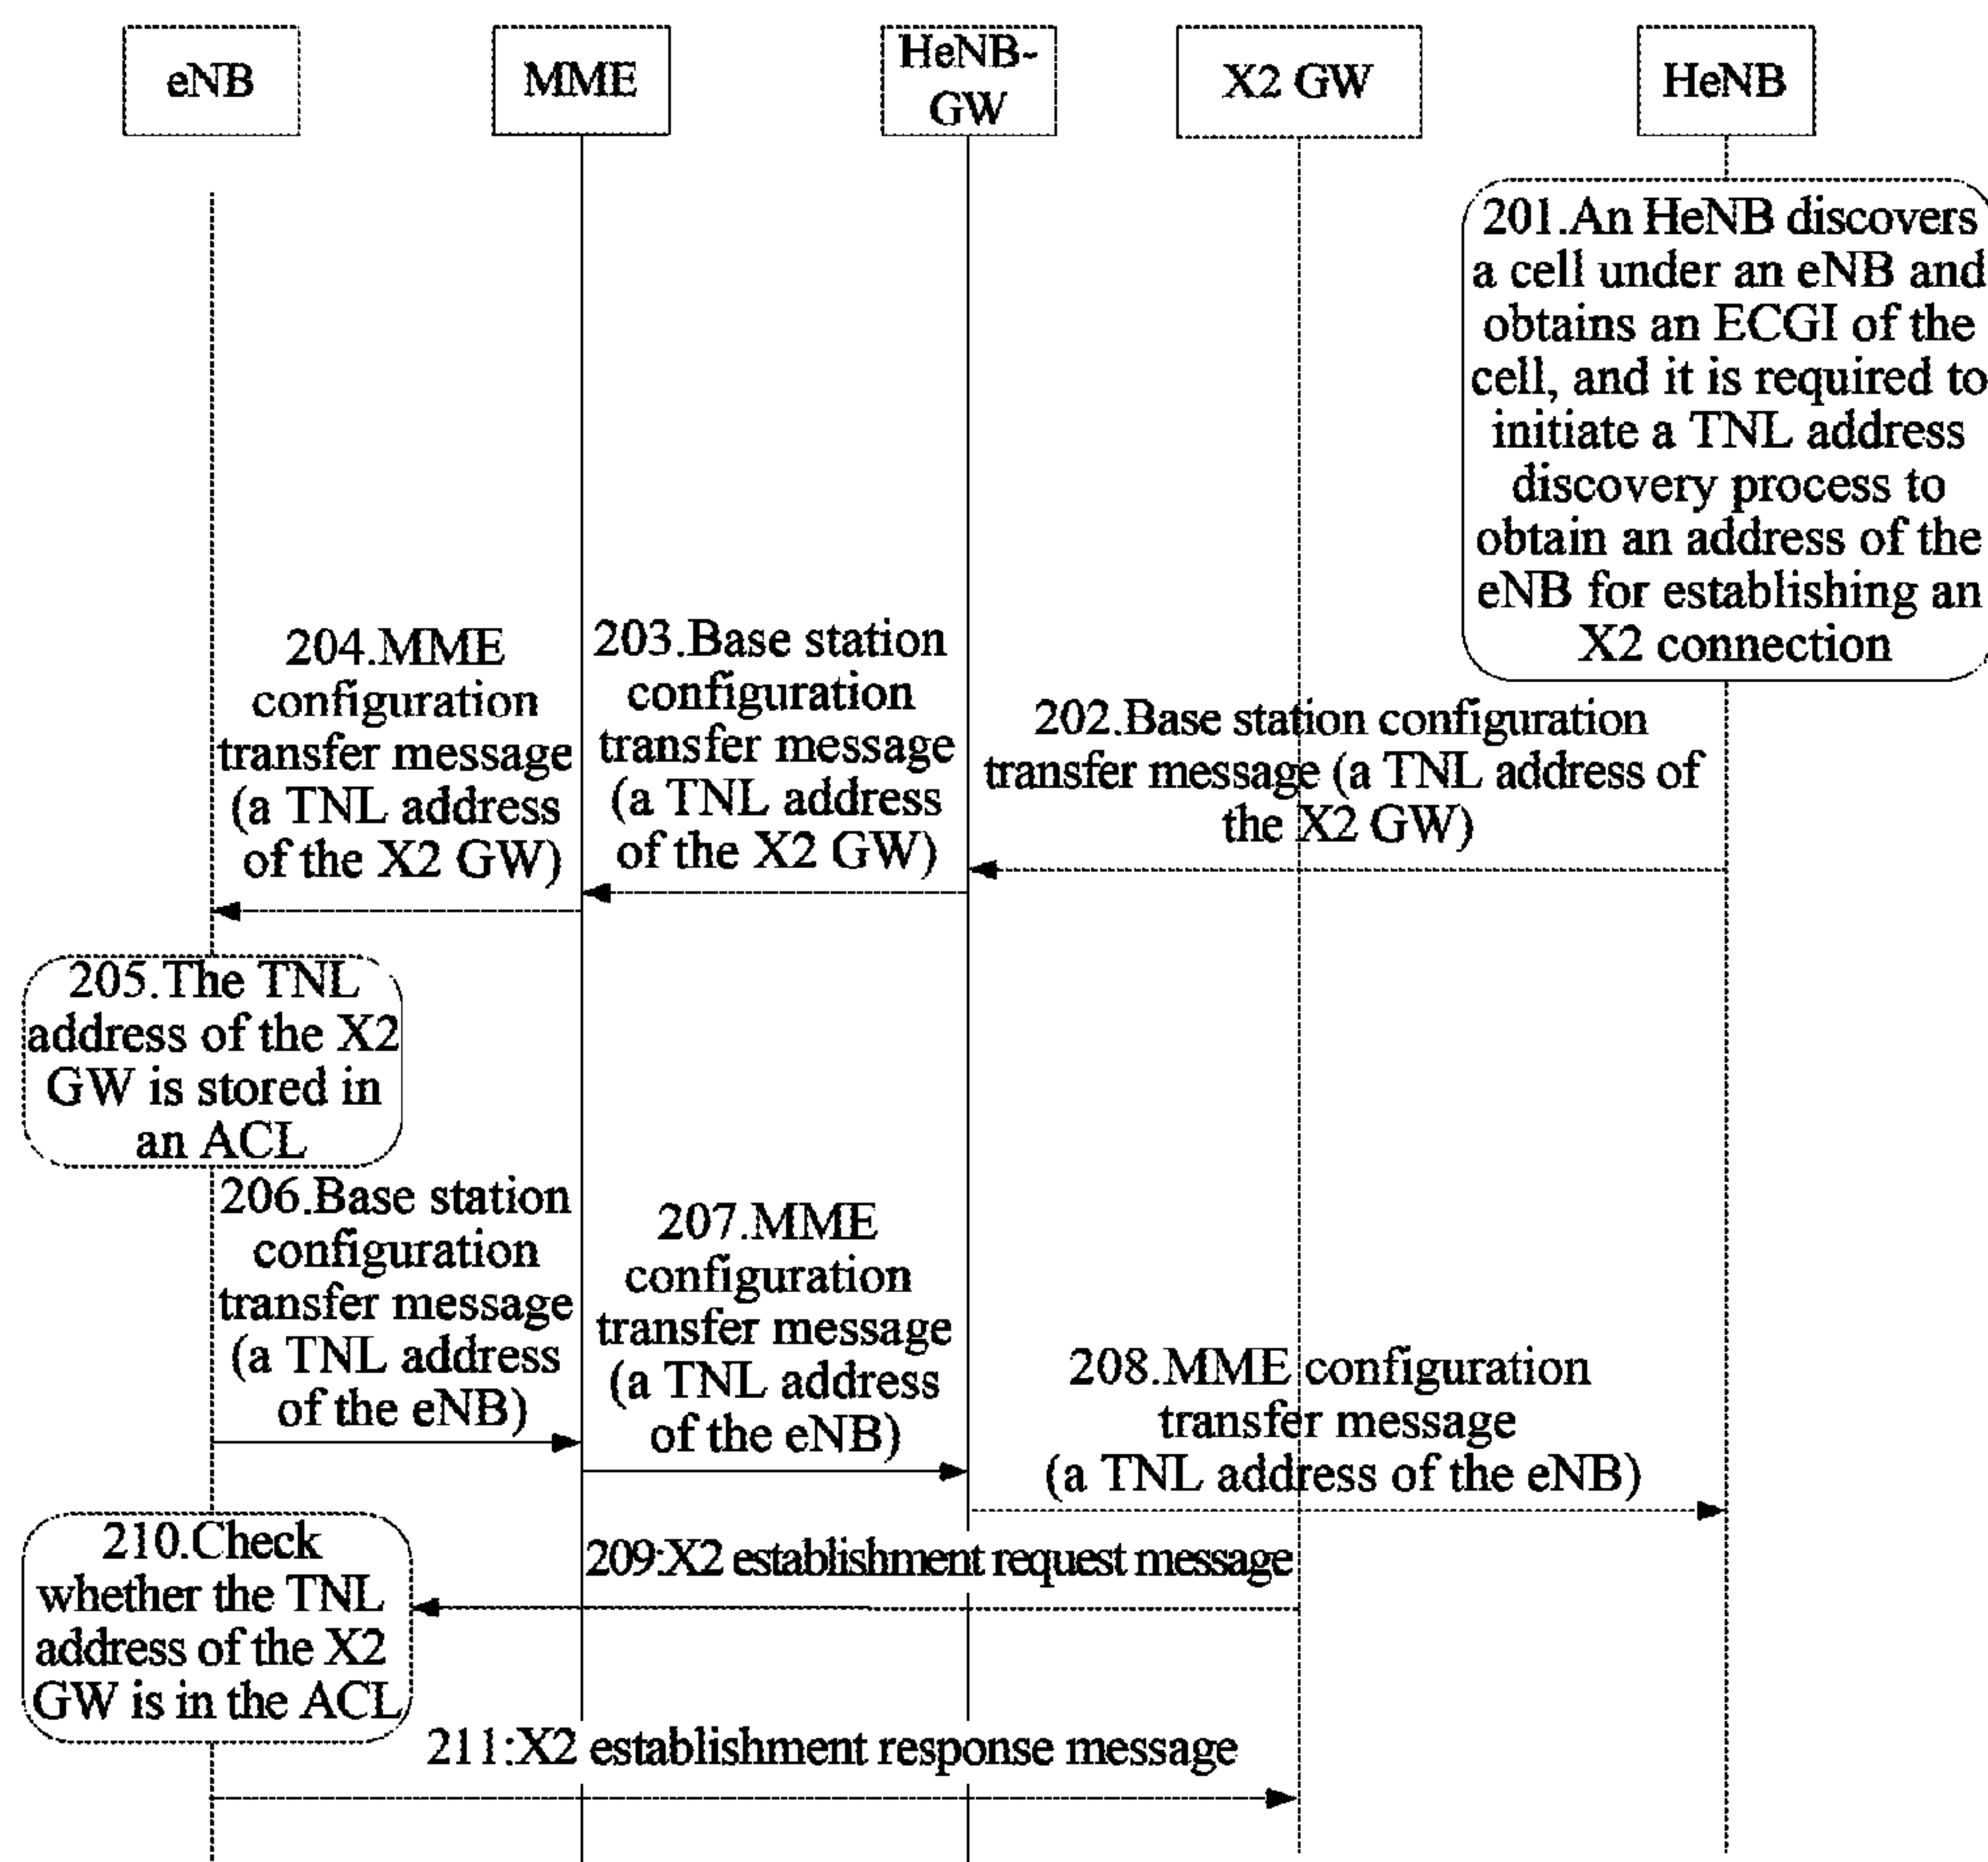 eNB
MME
HeNB-
GW
X2 GW
HeNB
201.An HeNB discovers
a cell under an eNB and
obtains an ECGI of the
cell, and it is required to
initiate a TNL address
discovery process to
obtain an address of the
eNB for establishing an
X2 connection
202.Base station configuration
transfer message (a TNL address of
the X2 GW)
203.Base station
configuration
transfer message
(a TNL address
of the X2 GW)
204.MME
configuration
transfer message
(a TNL address
of the X2 GW)
205.The TNL
address of the X2
GW is stored in
an ACL
206.Base station
configuration
transfer message
(a TNL address
of the eNB)
207.MME
configuration
transfer message
(a TNL address
of the eNB)
208.MME configuration
transfer message
(a TNL address of the eNB)
209:X2 establishment request message
210.Check
whether the TNL
address of the X2
GW is in the ACL
211:X2 establishment response message